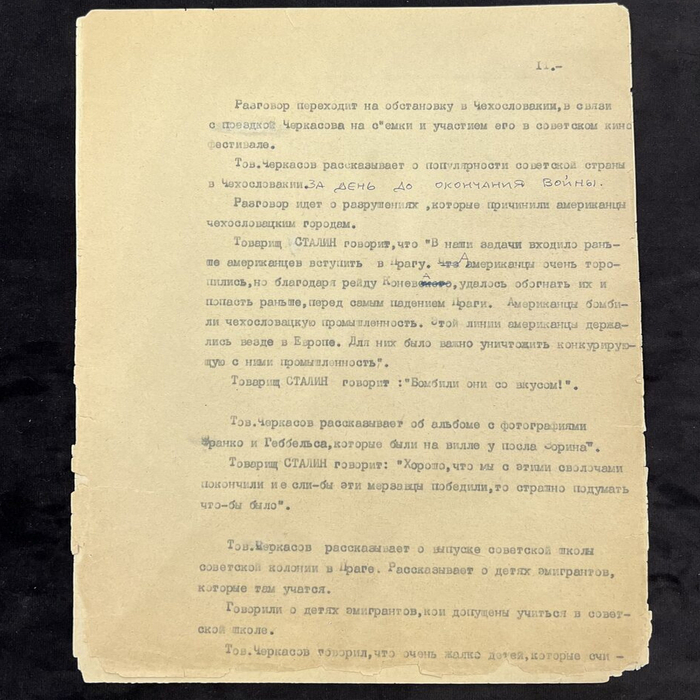 II.-
Разговор переходит на обстановку в Чехословакии,в связи
с поездкой Черкасова на с"емки и участием его в советском кино
фестивале.
Тов.Черкасов рассказывает о популярности советской страны
в Чехословакии.ЗА ДЕНЬ ДО ОКОНЧАНИЯ ВОЙНЫ.
Разговор идет о разрушениях ,которые причинили американцы
чехословацким городам.
Товарищ СТАЛИН говорит,что "В наши задачи входило рань-
ше американцев вступить в Прагу. Что Американцы очень торо-
пились,но благодаря рейду Конева,удалось обогнать их и
попасть раньше,перед самым падением Праги. Американцы бомби-
ли чехословацкую промышленность. Этой линии американцы держа-
лись везде в Европе. Для них было важно уничтожить конкурирую-
щую с ними промышленность".
Товарищ СТАЛИН говорит :"Бомбили они со вкусом!".
Тов.Черкасов рассказывает об альбоме с фотографиями
Франко и Геббельса,которые были на вилле у посла Зорина".
Товарищ СТАЛИН говорит: "Хорошо,что мы с этими сволочами
покончили и если-бы эти мерзавцы победили,то страшно подумать
что-бы было".
Тов.Черкасов рассказывает о выпуске советской школы
советской колонии в Праге. Рассказывает о детях эмигрантов,
которые там учатся.
Говорили о детях эмигрантов,кои допущены учиться в совет-
ской школе.
Тов.Черкасов говорил,что очень жалко детей,которые счи -